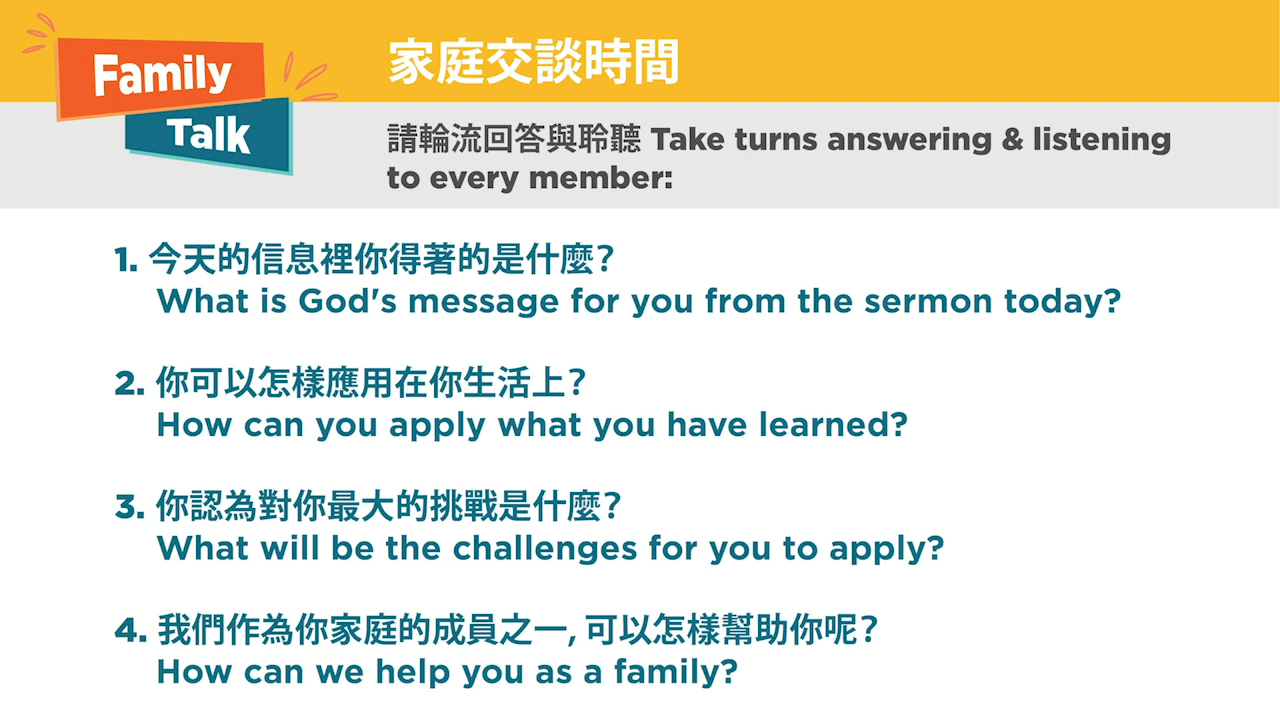 Family
Talk
家庭交談時間
請輪流回答與聆聽 Take turns answering & listening
to every member:
1. 今天的信息裡你得著的是什麼?
What is God's message for you from the sermon today?
2. 你可以怎樣應用在你生活上?
How can you apply what you have learned?
3. 你認為對你最大的挑戰是什麼?
What will be the challenges for you to apply?
4. 我們作為你家庭的成員之一, 可以怎樣幫助你呢?
How can we help you as a family?